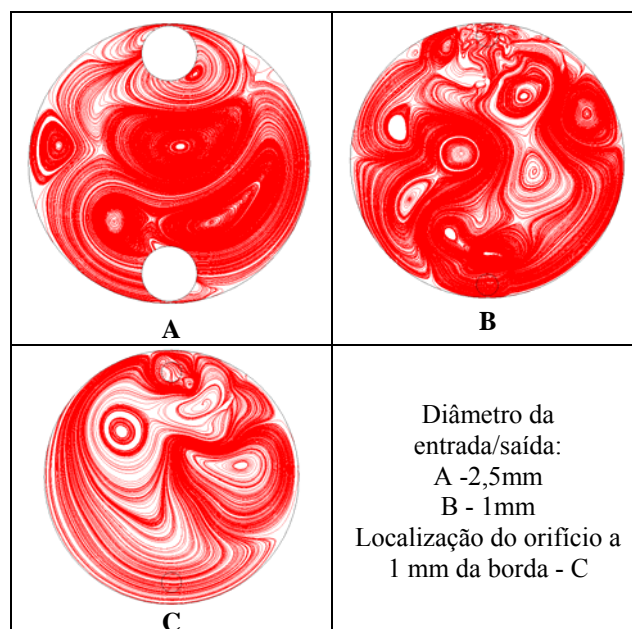 A
B
C
Diâmetro da
entrada/saída:
A -2,5mm
B - 1mm
Localização do orifício a
1 mm da borda - C